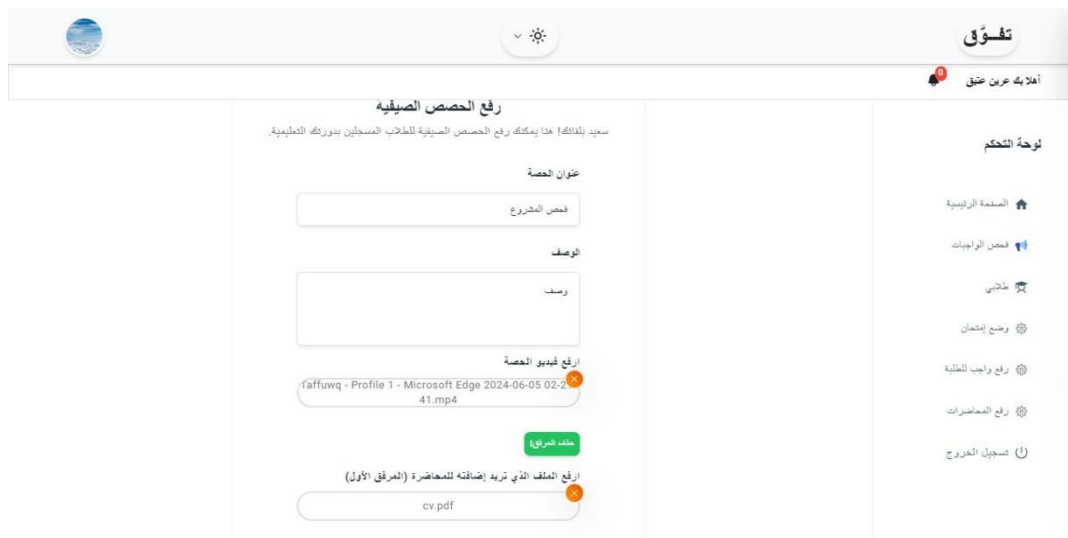 تفـوَّق
أهلا بك عرين عتيق
0
لوحة التحكم
الصفحة الرئيسية
فحص الواجبات
طلابي
وضع إمتحان
رفع واجب للطلبة
رفع المحاضرات
تسجيل الخروج
رفع الحصص الصيفية
سعيد بلقائك! هنا يمكنك رفع الحصص الصيفية للطلاب المسجلين بدورتك التعليمية.
عنوان الحصة
فحص المشروع
الوصف
وصف
ارفع فيديو الحصة
Taffuwq - Profile 1 - Microsoft Edge 2024-06-05 02-2
41.mp4
حذف المرفق!
ارفع الملف الذي تريد إضافته للمحاضرة (المرفق الأول)
cv.pdf